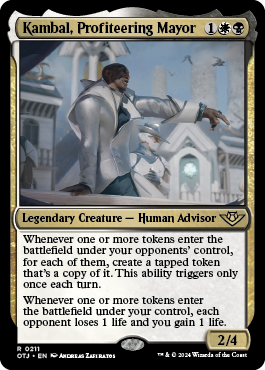 Kambal, Profiteering Mayor 1
Legendary Creature — Human Advisor
Whenever one or more tokens enter the
battlefield under your opponents' control,
for each of them, create a tapped token
that's a copy of it. This ability triggers only
once each turn.
Whenever one or more tokens enter
the battlefield under your control, each
opponent loses 1 life and you gain 1 life.
2/4
R 0211
OTJ • EN Andreas Zafiratos
™ & © 2024 Wizards of the Coast